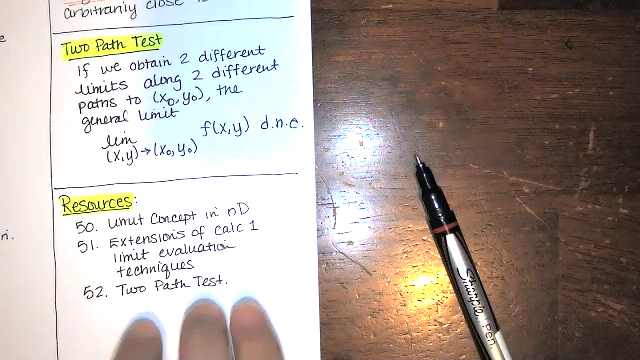 arbitrarily close
Two Path Test
If we obtain 2 different
limits along 2 different
paths to (x₀, y₀), the
general limit
lim f(x,y) d.n.e.
(x,y)→(x₀,y₀)
Resources:
50. Limit Concept in nD
51. Extensions of Calc 1
limit evaluation
techniques
52. Two Path Test.
Sharpie PEN